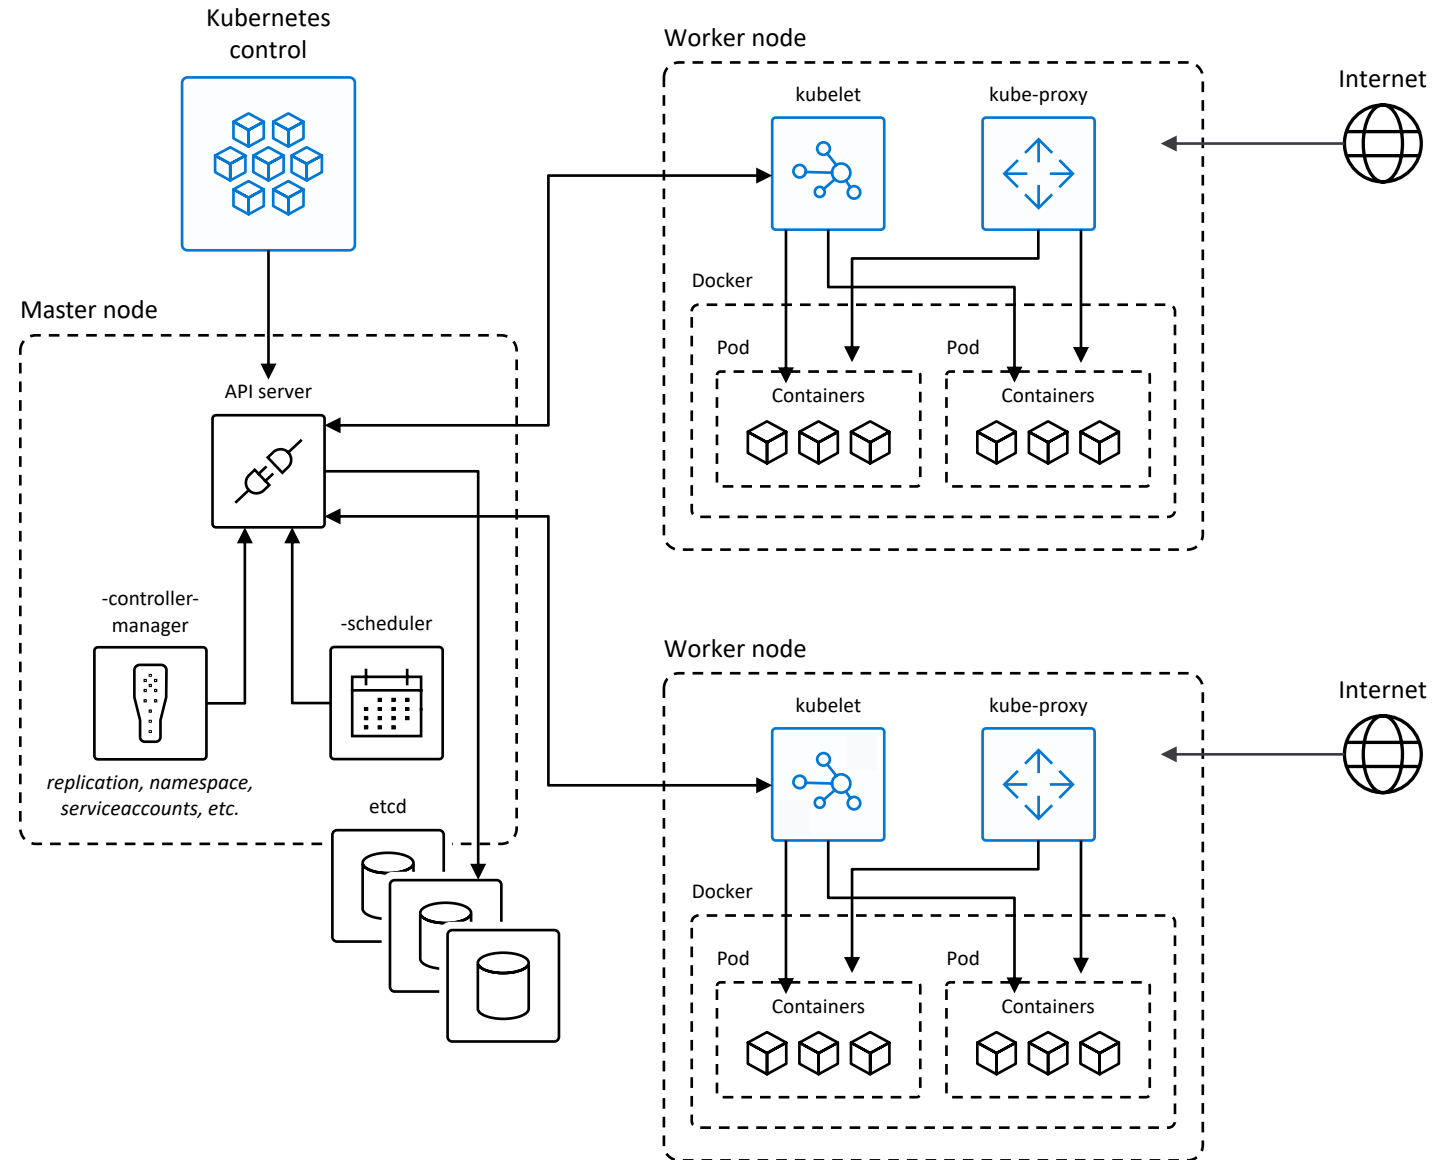 Kubernetes
control
Master node
API server
-controller-
manager
-scheduler
replication, namespace,
serviceaccounts, etc.
etcd
Worker node
kubelet
kube-proxy
Internet
Docker
Pod
Pod
Containers
Containers
Worker node
kubelet
kube-proxy
Internet
Docker
Pod
Pod
Containers
Containers